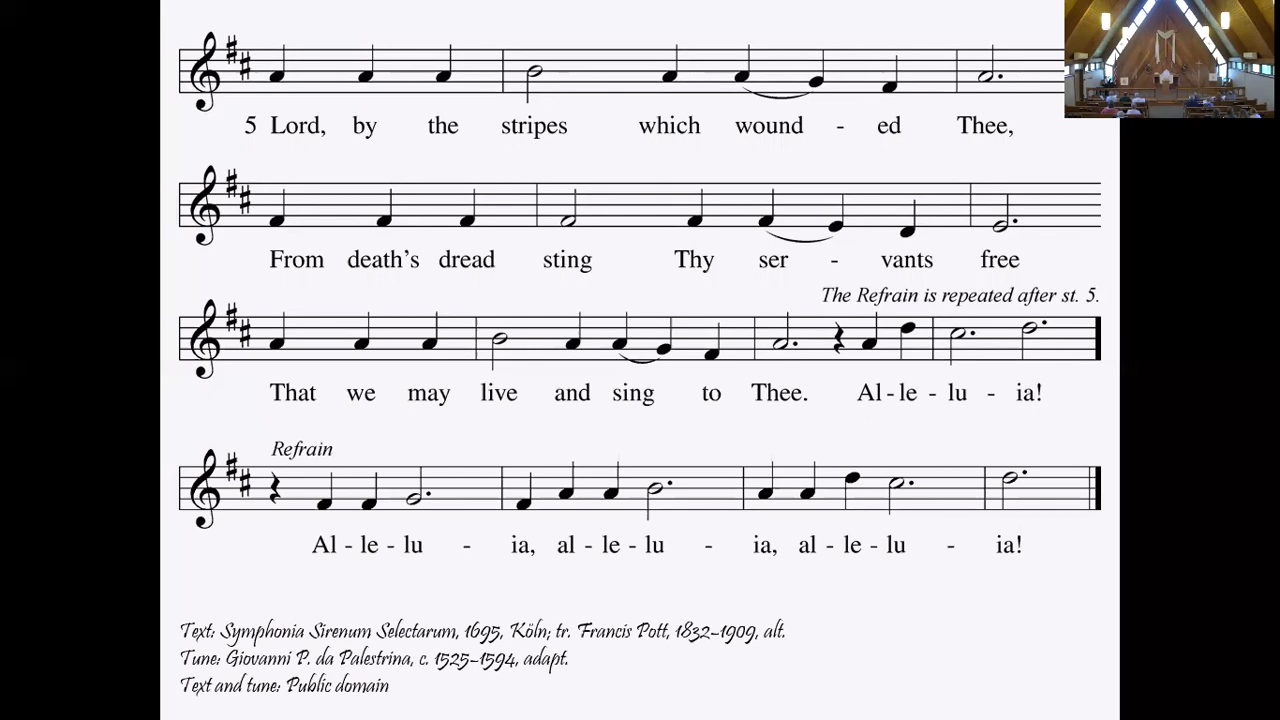 5 Lord, by the stripes which wound - ed Thee,
From death's dread sting Thy ser - vants free
The Refrain is repeated after st. 5.
That we may live and sing to Thee. Al - le - lu - ia!
Refrain
Al - le - lu - ia, al - le - lu - ia, al - le - lu - ia!
Text: Symphonia Sirenum Selectarum, 1695, Köln; tr. Francis Pott, 1832–1909, alt.
Tune: Giovanni P. da Palestrina, c. 1525–1594, adapt.
Text and tune: Public domain